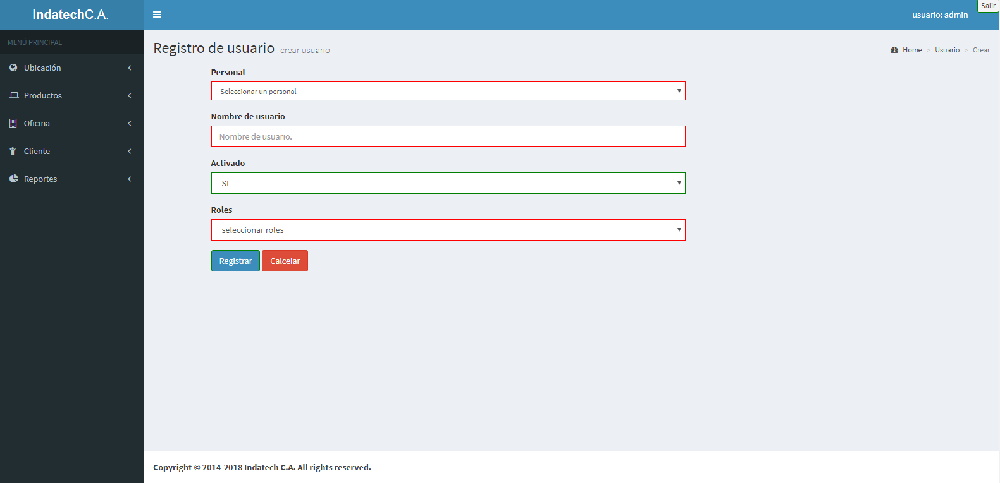 IndatechC.A.
usuario: admin
Salir
MENÚ PRINCIPAL
Ubicación
Productos
Oficina
Cliente
Reportes
Registro de usuario crear usuario
Home > Usuario > Crear
Personal
Seleccionar un personal
Nombre de usuario
Nombre de usuario.
Activado
SI
Roles
seleccionar roles
Registrar Calcelar
Copyright © 2014-2018 Indatech C.A. All rights reserved.